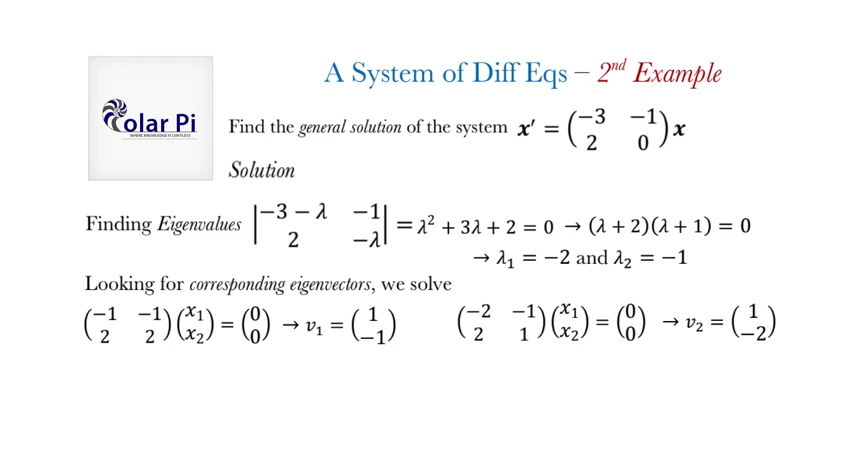 A System of Diff Eqs – 2nd Example
Colar Pi
WHERE KNOWLEDGE IS LIMITLESS
Find the general solution of the system x′ = (−3 −1
2 0) x
Solution
Finding Eigenvalues |−3 − λ −1
2 −λ| = λ² + 3λ + 2 = 0 → (λ + 2)(λ + 1) = 0
→ λ₁ = −2 and λ₂ = −1
Looking for corresponding eigenvectors, we solve
(−1 −1
2 2)(x₁
x₂) = (0
0) → v₁ = (1
−1)
(−2 −1
2 1)(x₁
x₂) = (0
0) → v₂ = (1
−2)